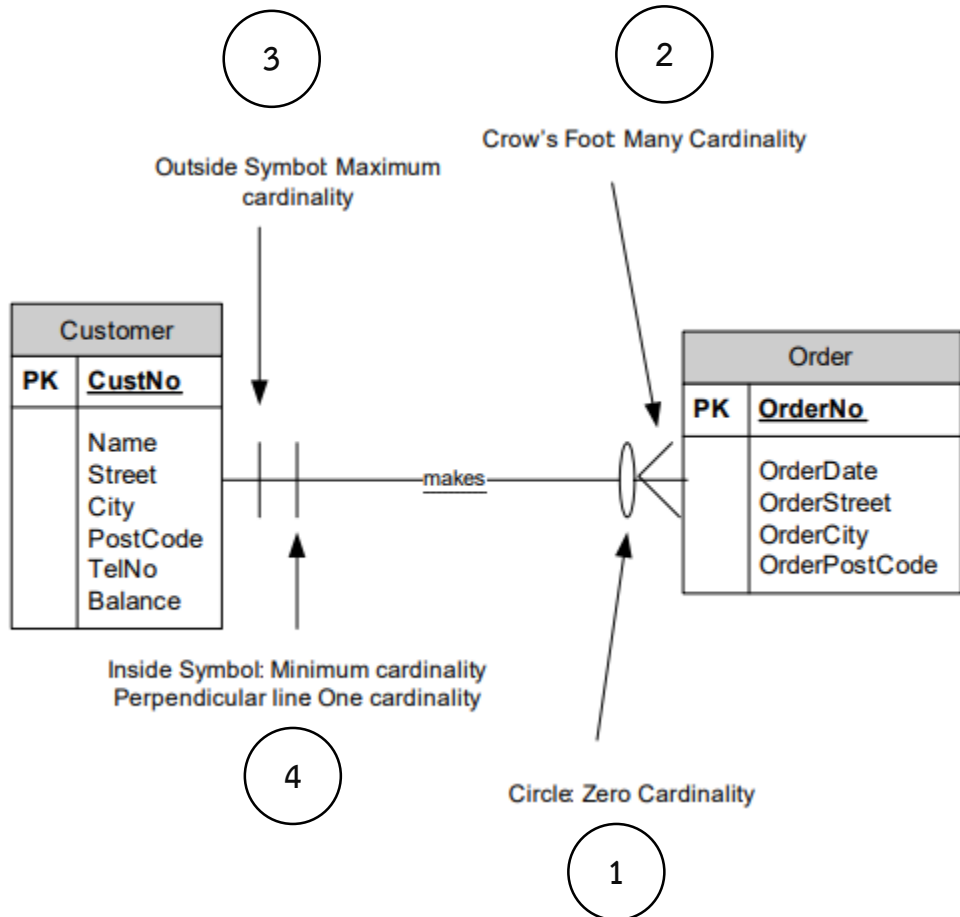 3
2
Crow's Foot: Many Cardinality
Outside Symbol: Maximum
cardinality
Customer
PK CustNo
Name
Street
City
PostCode
TelNo
Balance
makes
Order
PK OrderNo
OrderDate
OrderStreet
OrderCity
OrderPostCode
Inside Symbol: Minimum cardinality
Perpendicular line One cardinality
4
Circle: Zero Cardinality
1